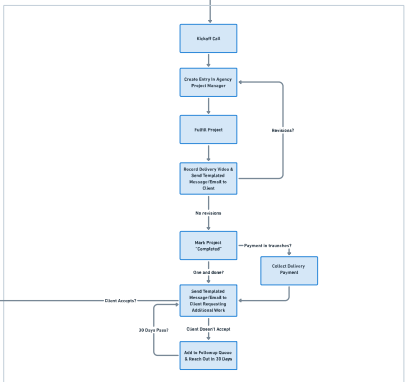 Kickoff Call
Create Entry In Agency
Project Manager
Fulfill Project
Revisions?
Record Delivery Video &
Send Templated
Message/Email to
Client
No revisions
Mark Project
"Completed"
Payment in traunches?
One and done?
Collect Delivery
Payment
Send Templated
Message/Email to
Client Requesting
Additional Work
Client Accepts?
30 Days Pass?
Client Doesn't Accept
Add to Followup Queue
& Reach Out in 30 Days